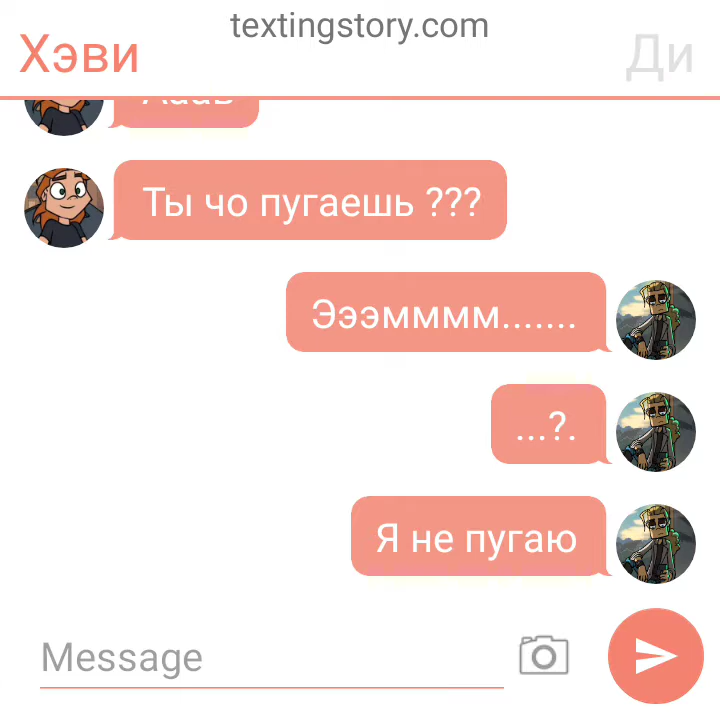 textingstory.com
Хэви
Ди
Ты чо пугаешь ???
Эээмммм.......
...?.
Я не пугаю
Message